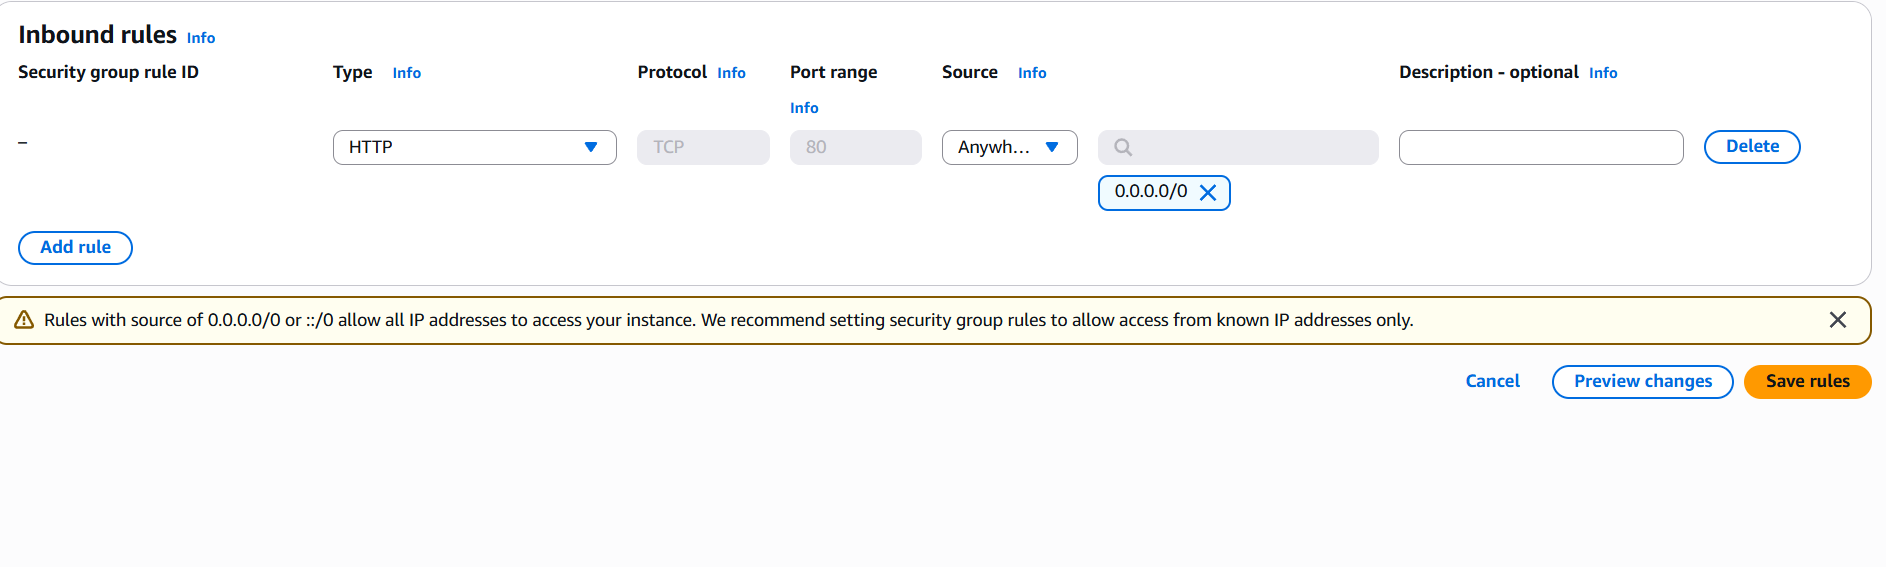 Inbound rules Info
Security group rule ID Type Info Protocol Info Port range Source Info Description - optional Info
Info
– HTTP TCP 80 Anywh... Delete
0.0.0.0/0
Add rule
Rules with source of 0.0.0.0/0 or ::/0 allow all IP addresses to access your instance. We recommend setting security group rules to allow access from known IP addresses only.
Cancel Preview changes Save rules